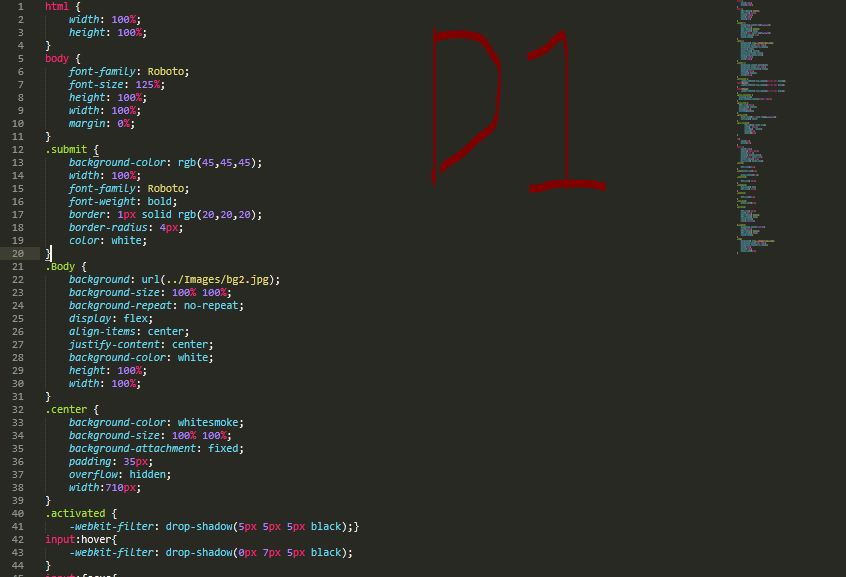 D1
1 html {
2 width: 100%;
3 height: 100%;
4 }
5 body {
6 font-family: Roboto;
7 font-size: 125%;
8 height: 100%;
9 width: 100%;
10 margin: 0%;
11 }
12 .submit {
13 background-color: rgb(45,45,45);
14 width: 100%;
15 font-family: Roboto;
16 font-weight: bold;
17 border: 1px solid rgb(20,20,20);
18 border-radius: 4px;
19 color: white;
20 }
21 .Body {
22 background: url(../Images/bg2.jpg);
23 background-size: 100% 100%;
24 background-repeat: no-repeat;
25 display: flex;
26 align-items: center;
27 justify-content: center;
28 background-color: white;
29 height: 100%;
30 width: 100%;
31 }
32 .center {
33 background-color: whitesmoke;
34 background-size: 100% 100%;
35 background-attachment: fixed;
36 padding: 35px;
37 overflow: hidden;
38 width:710px;
39 }
40 .activated {
41 -webkit-filter: drop-shadow(5px 5px 5px black);}
42 input:hover{
43 -webkit-filter: drop-shadow(0px 7px 5px black);
44 }